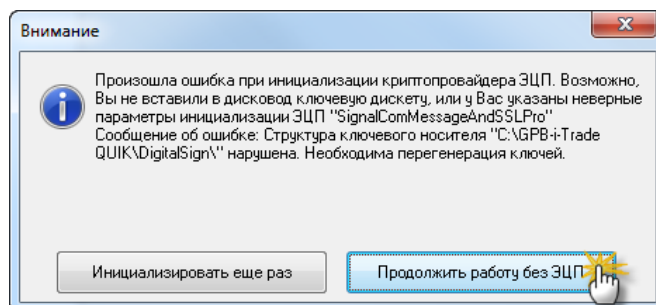 Внимание
Произошла ошибка при инициализации криптопровайдера ЭЦП. Возможно,
Вы не вставили в дисковод ключевую дискету, или у Вас указаны неверные
параметры инициализации ЭЦП "SignalComMessageAndSSLPro"
Сообщение об ошибке: Структура ключевого носителя "C:\GPB-i-Trade
QUIK\DigitalSign\" нарушена. Необходима перегенерация ключей.
Инициализировать еще раз
Продолжить работу без ЭЦП